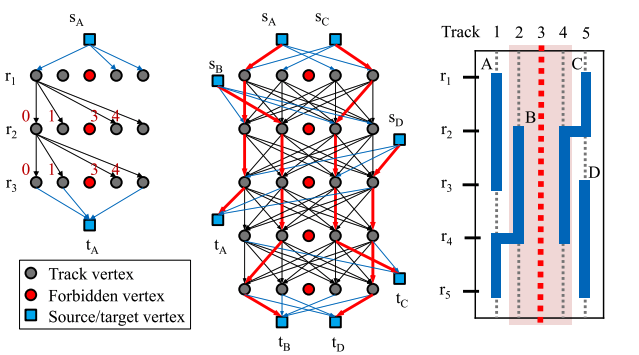 s_A
r_1
0 1 3 4
r_2
0 1 3 4
r_3
t_A
Track vertex
Forbidden vertex
Source/target vertex
s_A s_C
s_B
s_D
t_A
t_C
t_B t_D
Track 1 2 3 4 5
A C
r_1
B
r_2
D
r_3
r_4
r_5